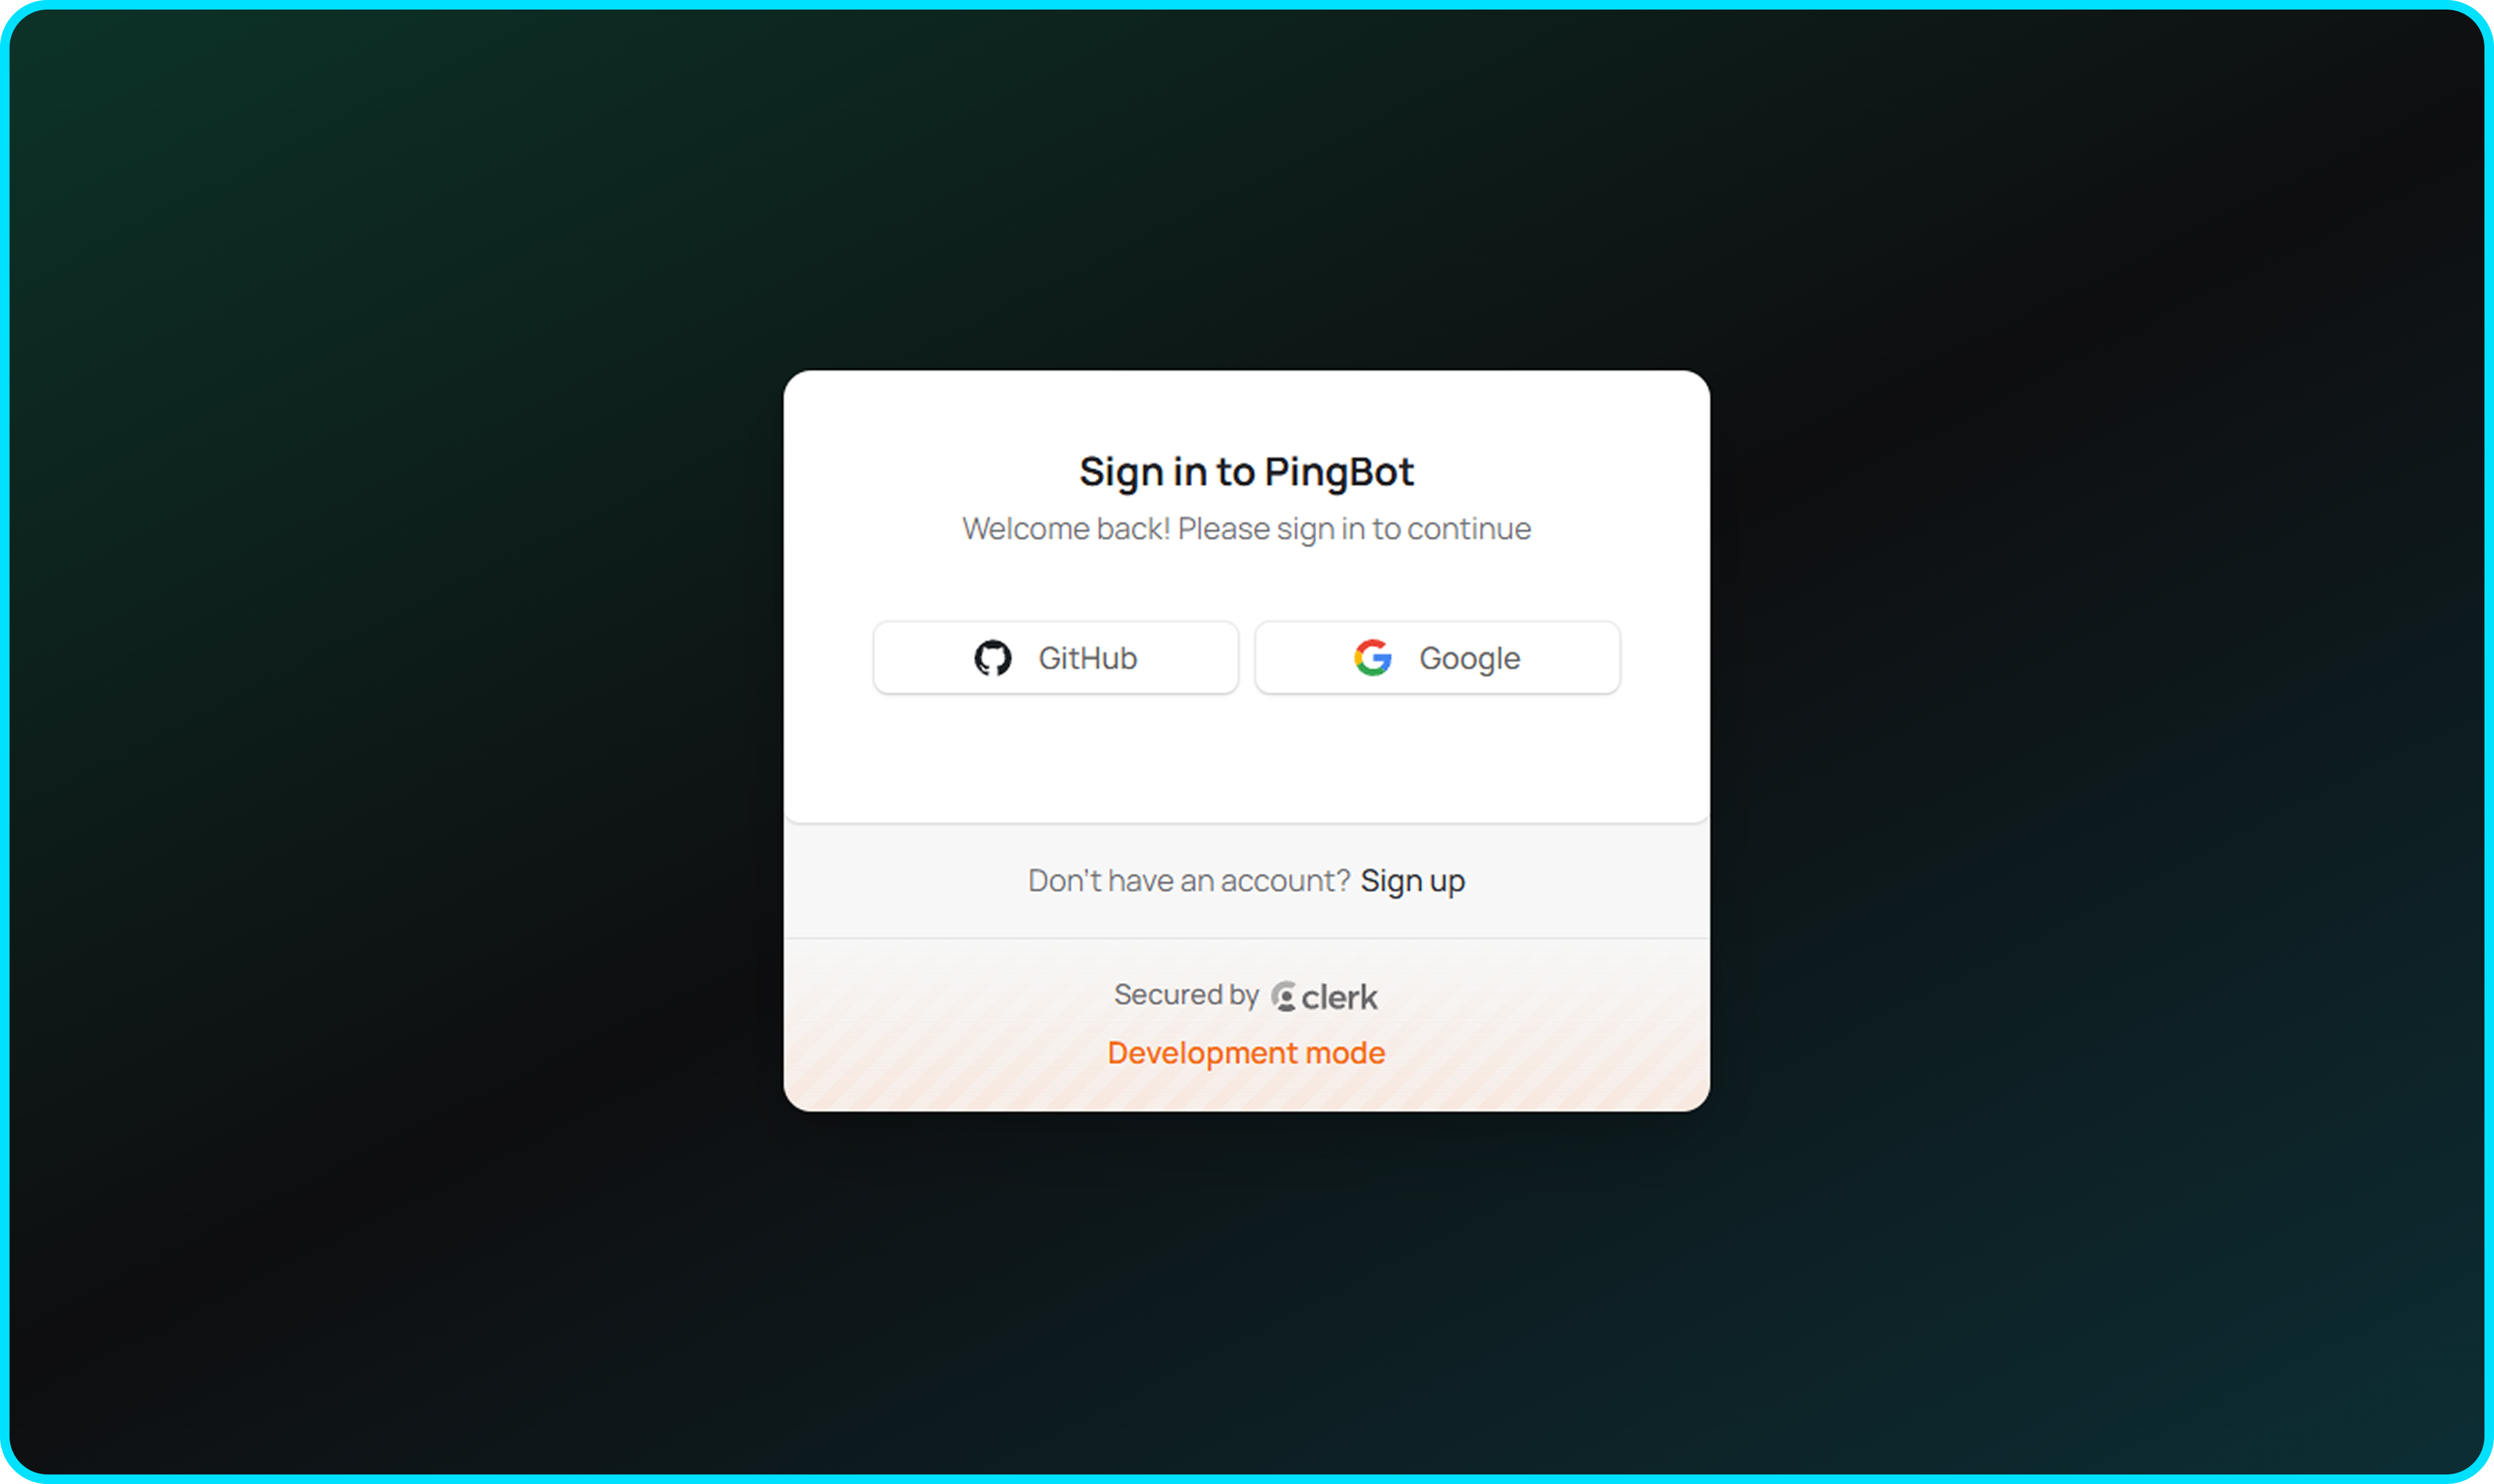 Sign in to PingBot
Welcome back! Please sign in to continue
GitHub
Google
Don't have an account? Sign up
Secured by clerk
Development mode